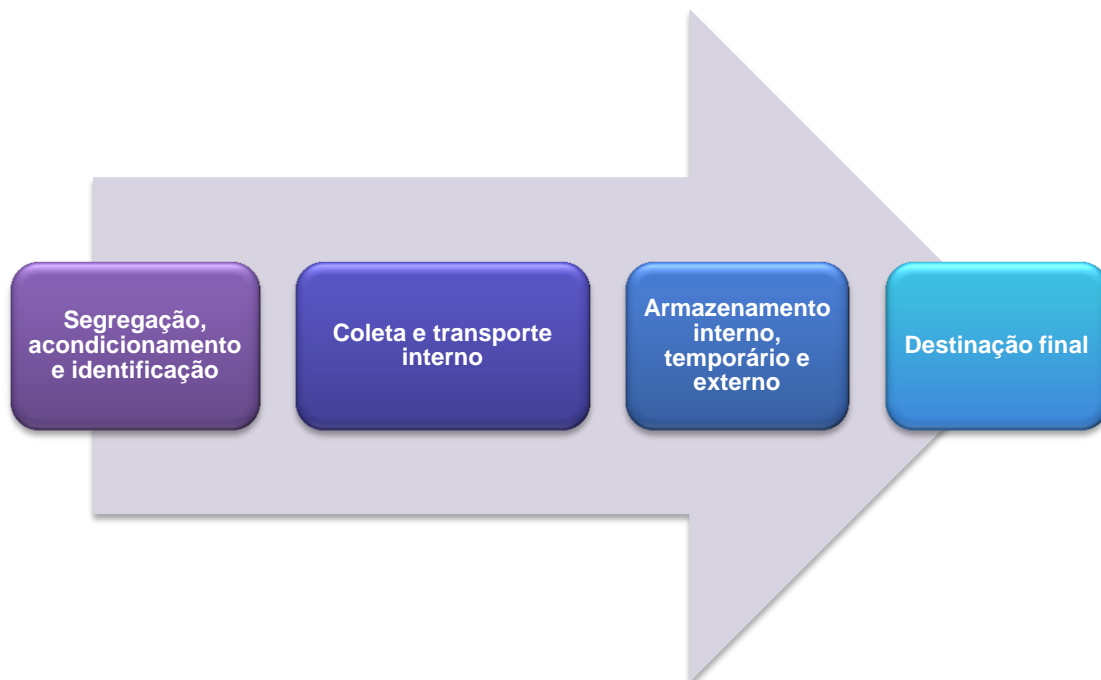 Segregação,
acondicionamento
e identificação
Coleta e transporte
interno
Armazenamento
interno,
temporário e
externo
Destinação final